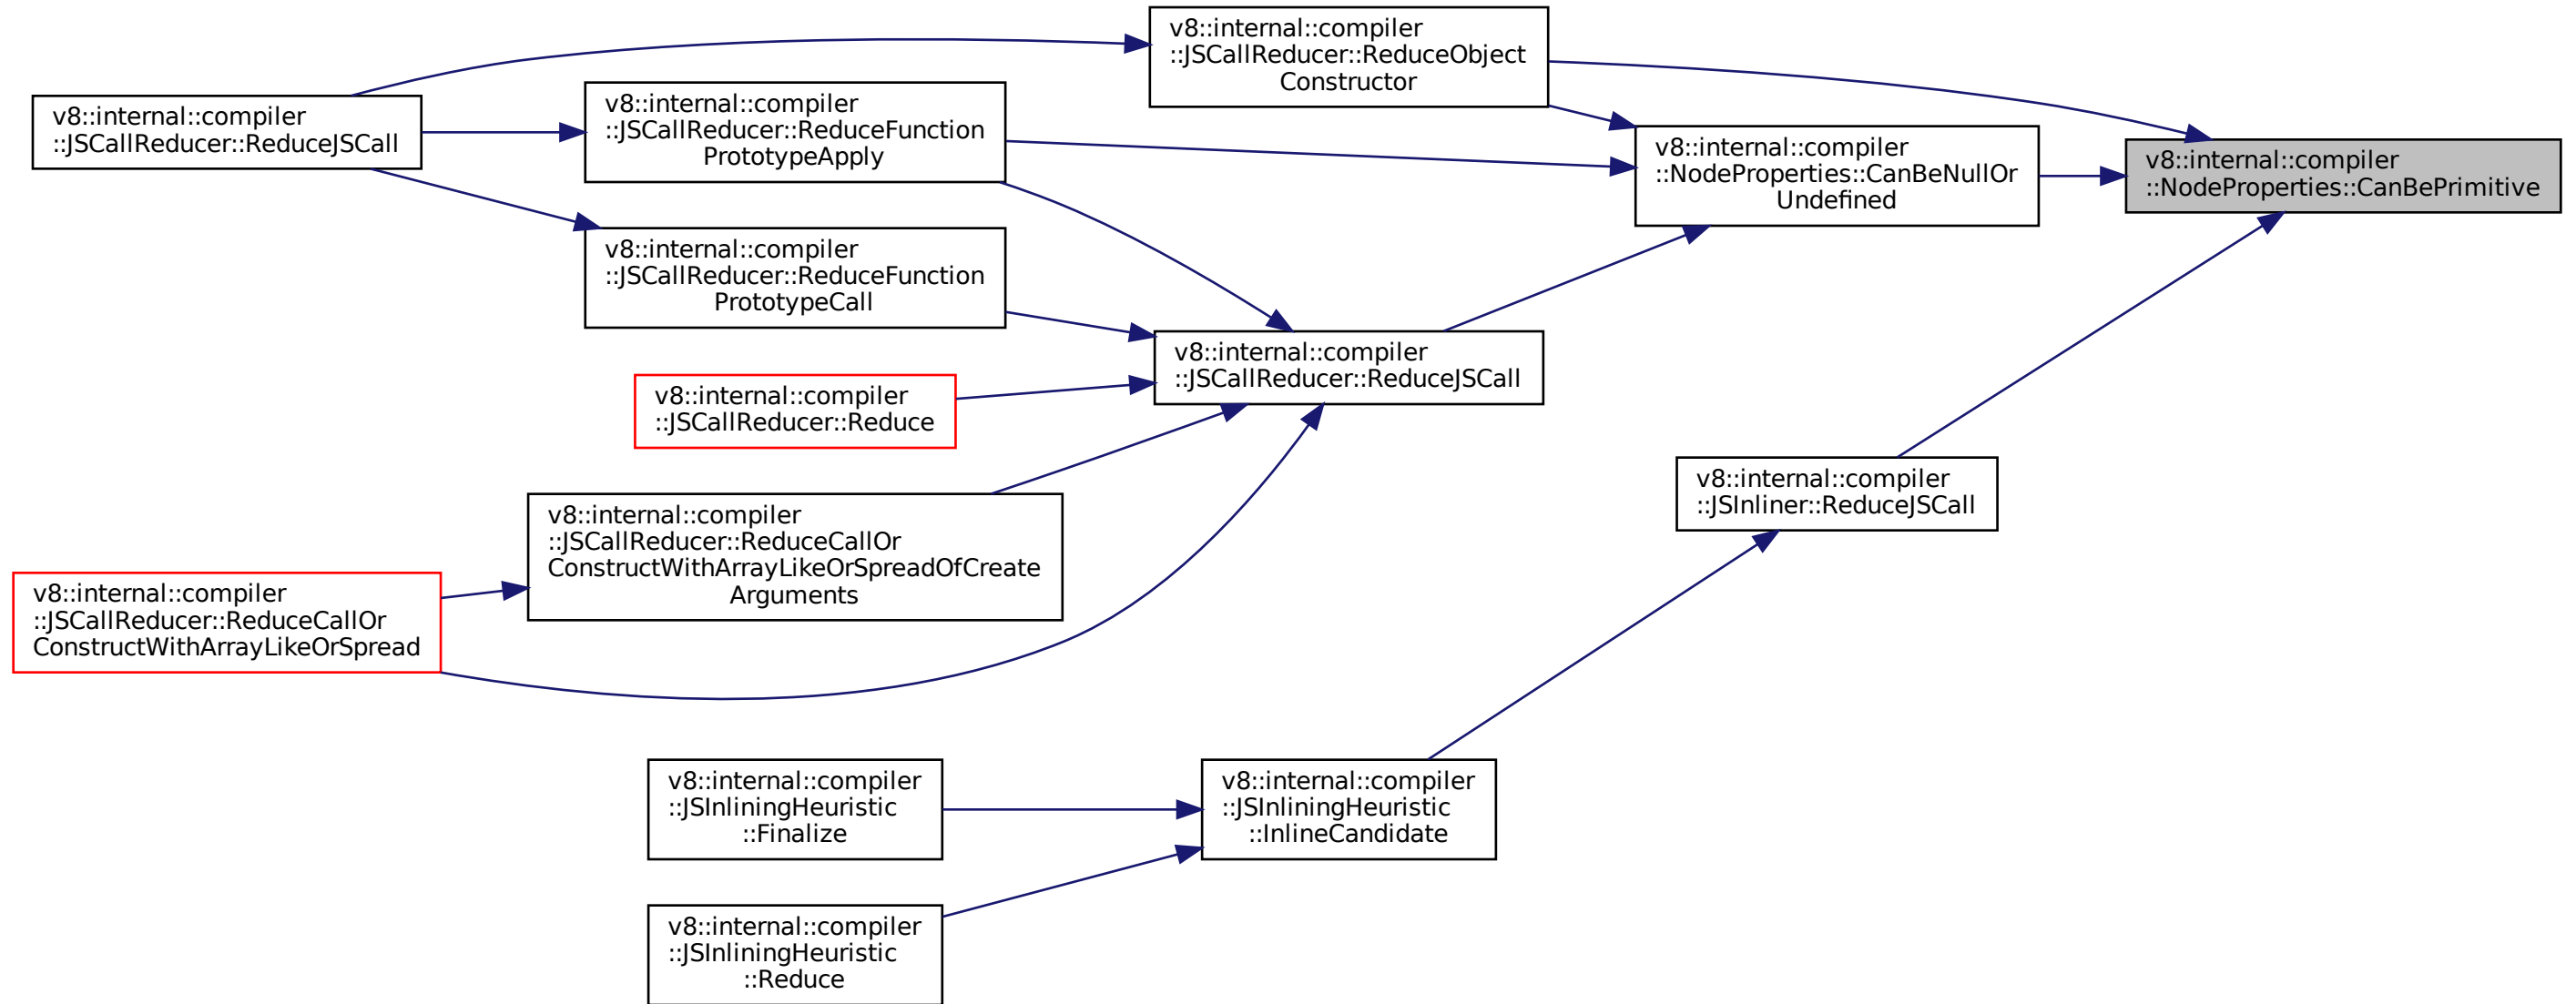 v8::internal::compiler
::JSCallReducer::ReduceObject
Constructor
v8::internal::compiler
::JSCallReducer::ReduceJSCall
v8::internal::compiler
::JSCallReducer::ReduceFunction
PrototypeApply
v8::internal::compiler
::NodeProperties::CanBeNullOr
Undefined
v8::internal::compiler
::NodeProperties::CanBePrimitive
v8::internal::compiler
::JSCallReducer::ReduceFunction
PrototypeCall
v8::internal::compiler
::JSCallReducer::ReduceJSCall
v8::internal::compiler
::JSCallReducer::Reduce
v8::internal::compiler
::JSInliner::ReduceJSCall
v8::internal::compiler
::JSCallReducer::ReduceCallOr
ConstructWithArrayLikeOrSpreadOfCreate
Arguments
v8::internal::compiler
::JSCallReducer::ReduceCallOr
ConstructWithArrayLikeOrSpread
v8::internal::compiler
::JSInliningHeuristic
::Finalize
v8::internal::compiler
::JSInliningHeuristic
::InlineCandidate
v8::internal::compiler
::JSInliningHeuristic
::Reduce